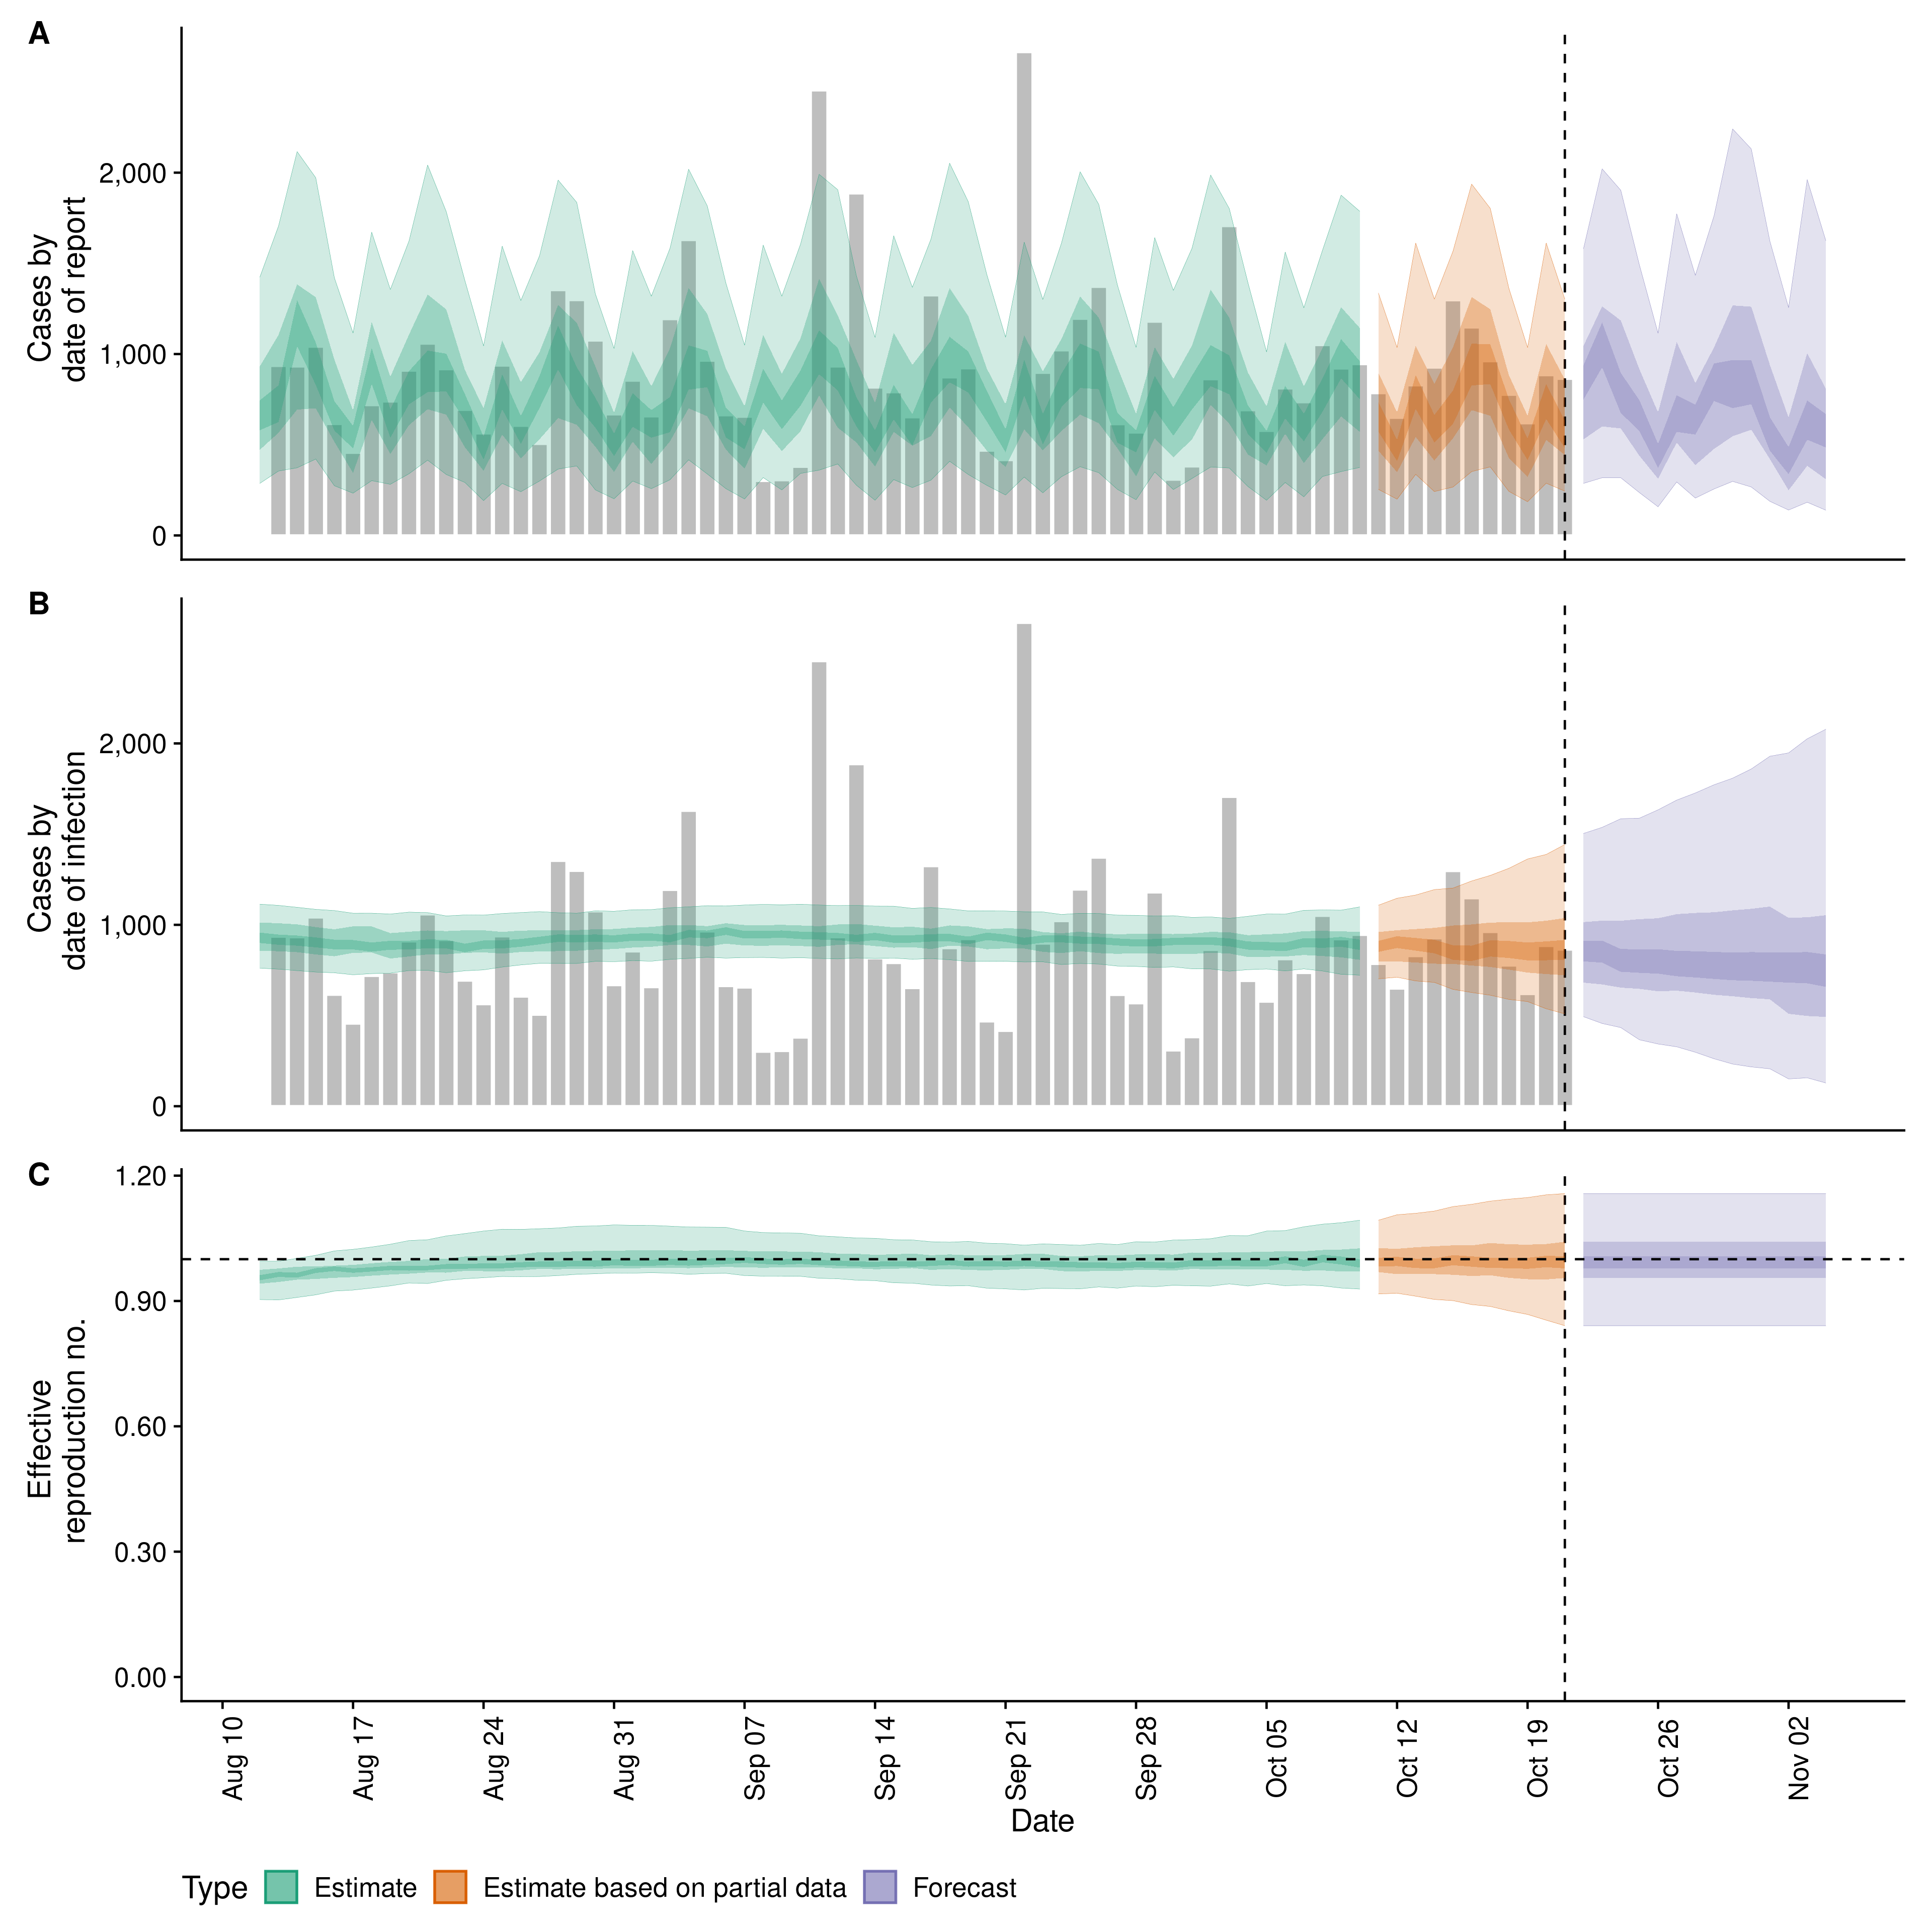 A
Cases by
date of report
2,000
1,000
0
B
Cases by
date of infection
2,000
1,000
0
C
Effective
reproduction no.
1.20
0.90
0.60
0.30
0.00
Aug 10
Aug 17
Aug 24
Aug 31
Sep 07
Sep 14
Sep 21
Sep 28
Oct 05
Oct 12
Oct 19
Oct 26
Nov 02
Date
Type Estimate Estimate based on partial data Forecast